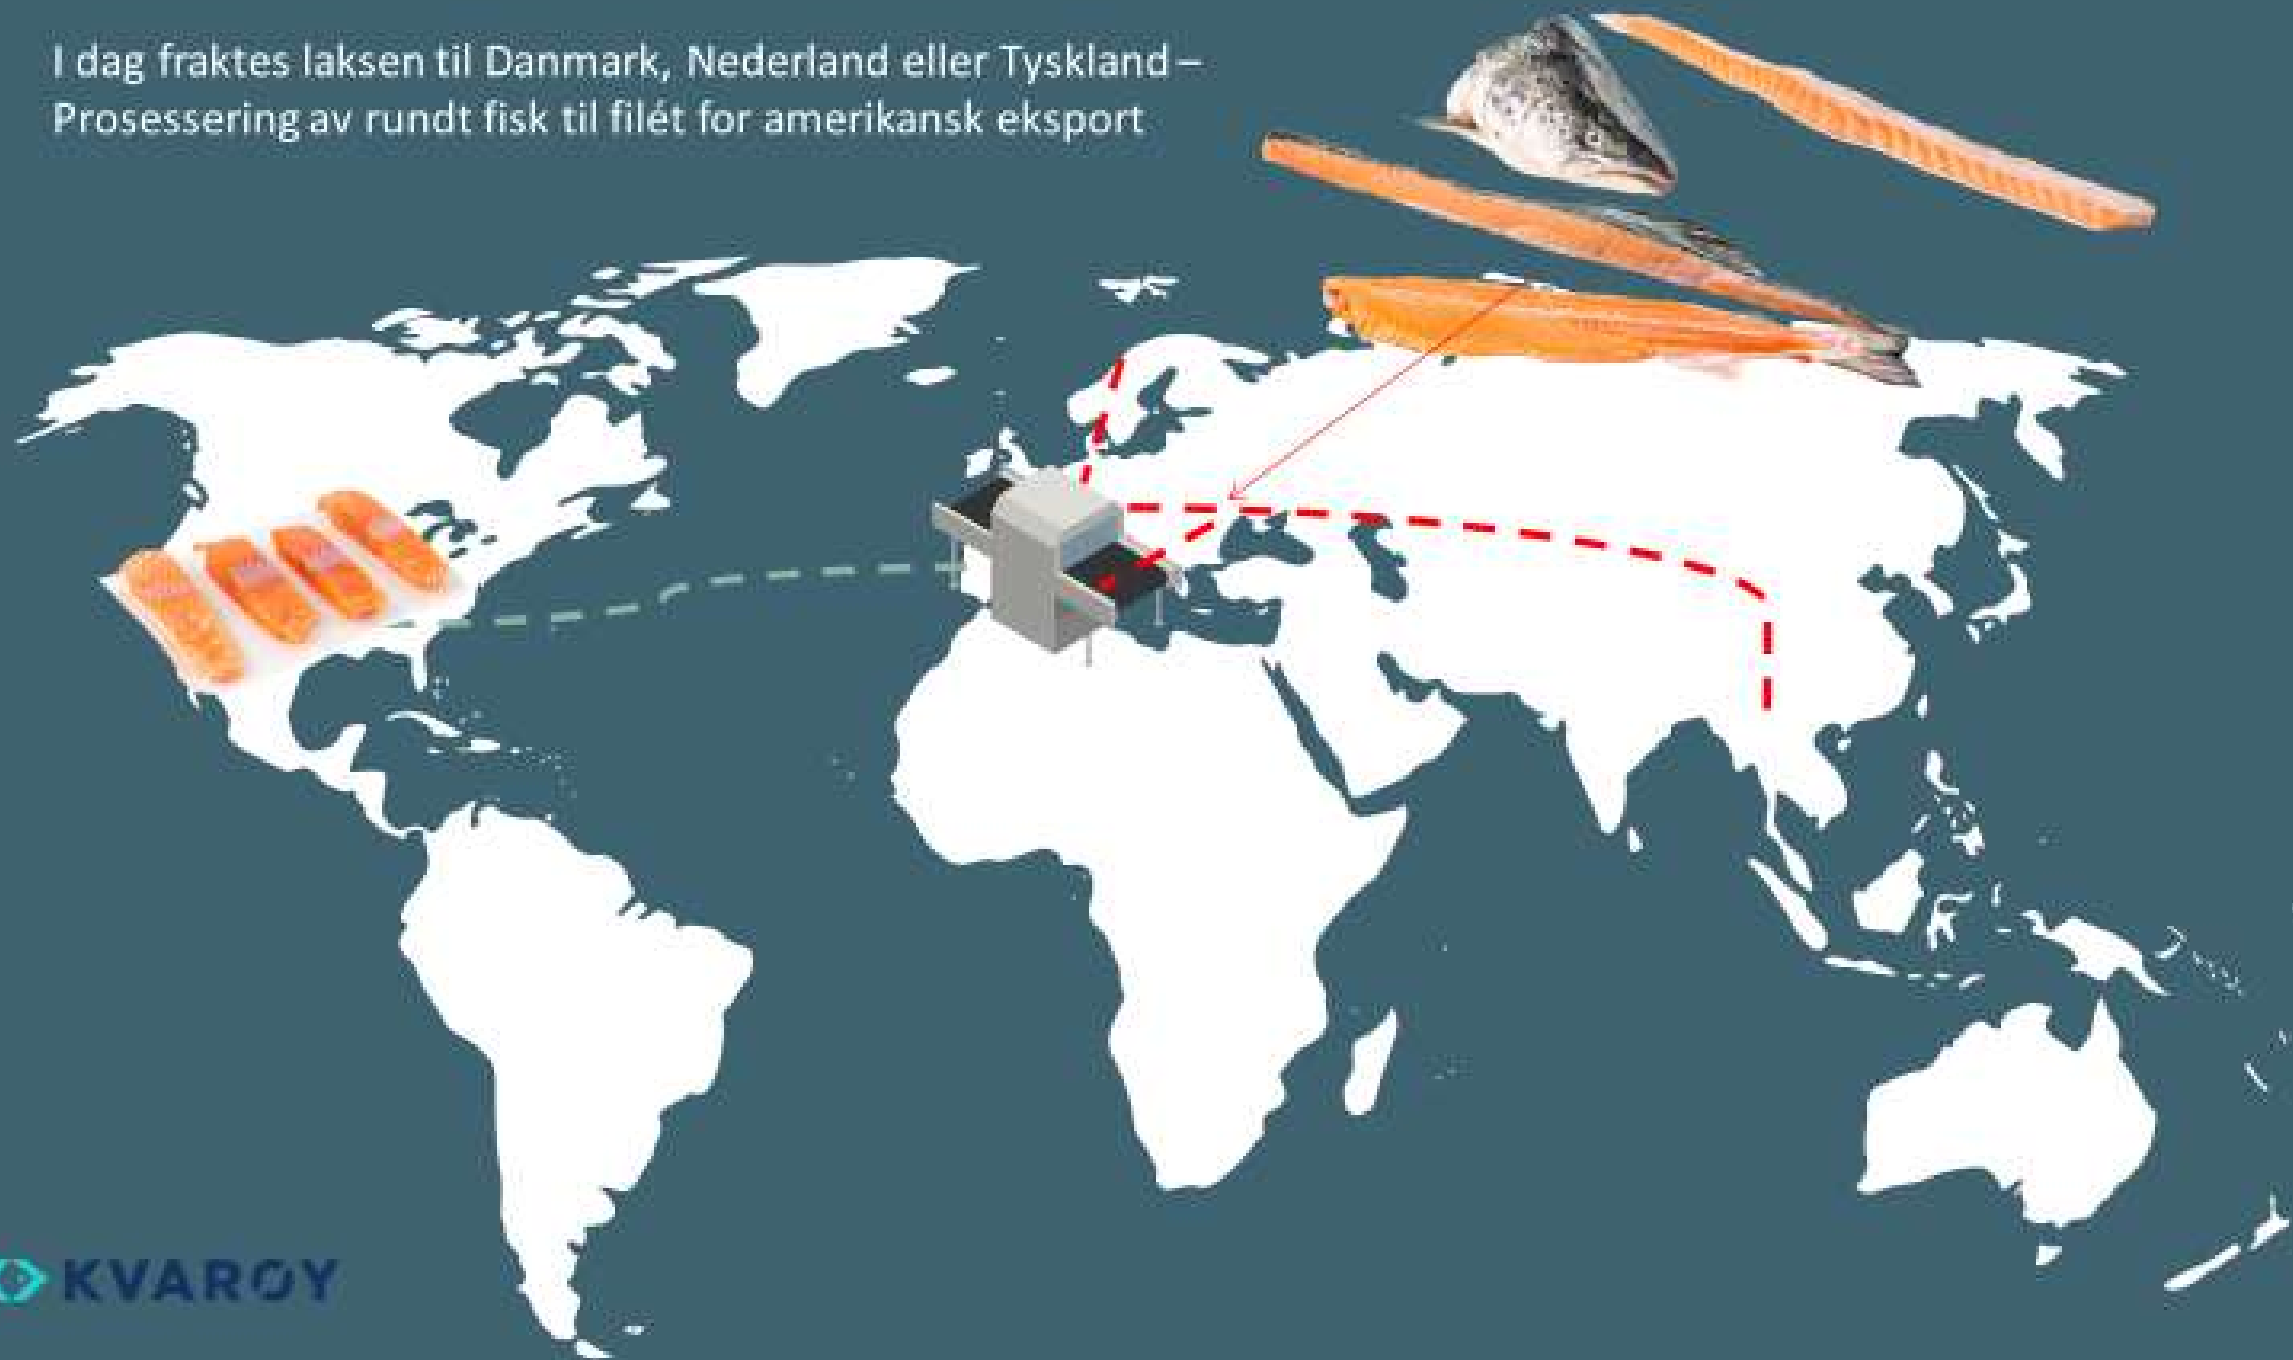 I dag fraktes laksen til Danmark, Nederland eller Tyskland –
Prosessering av rundt fisk til filét for amerikansk eksport
KVARØY